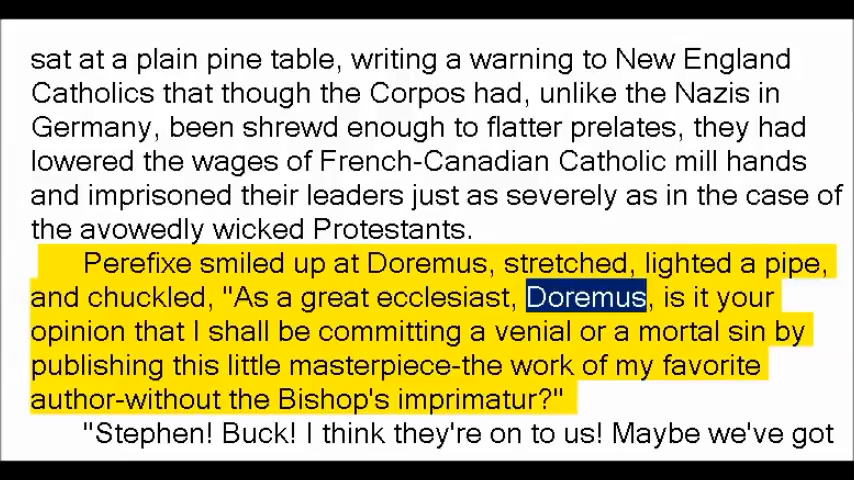 sat at a plain pine table, writing a warning to New England
Catholics that though the Corpos had, unlike the Nazis in
Germany, been shrewd enough to flatter prelates, they had
lowered the wages of French-Canadian Catholic mill hands
and imprisoned their leaders just as severely as in the case of
the avowedly wicked Protestants.
Perefixe smiled up at Doremus, stretched, lighted a pipe,
and chuckled, "As a great ecclesiast, Doremus, is it your
opinion that I shall be committing a venial or a mortal sin by
publishing this little masterpiece-the work of my favorite
author-without the Bishop's imprimatur?"
"Stephen! Buck! I think they're on to us! Maybe we've got